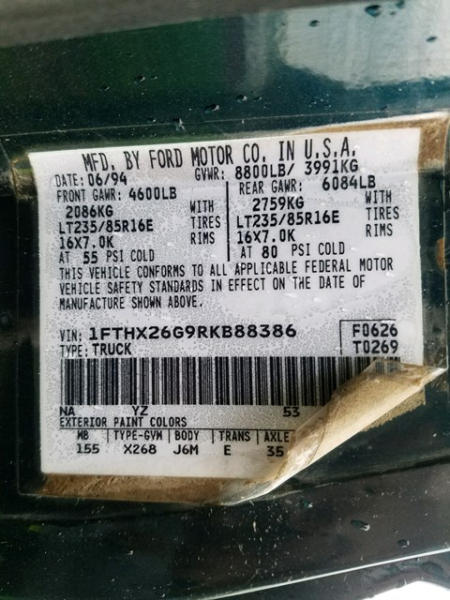 MFD. BY FORD MOTOR CO. IN U.S.A.
DATE: 06/94 GVWR: 8800LB/ 3991KG
FRONT GAWR: 4600LB REAR GAWR: 6084LB
2086KG WITH 2759KG WITH
LT235/85R16E TIRES LT235/85R16E TIRES
16X7.0K RIMS 16X7.0K RIMS
AT 55 PSI COLD AT 80 PSI COLD
THIS VEHICLE CONFORMS TO ALL APPLICABLE FEDERAL MOTOR
VEHICLE SAFETY STANDARDS IN EFFECT ON THE DATE OF
MANUFACTURE SHOWN ABOVE.
VIN: 1FTHX26G9RKB88386 F0626
TYPE: TRUCK T0269
NA YZ 53
EXTERIOR PAINT COLORS
WB TYPE-GVM BODY TRANS AXLE
155 X268 J6M E 35